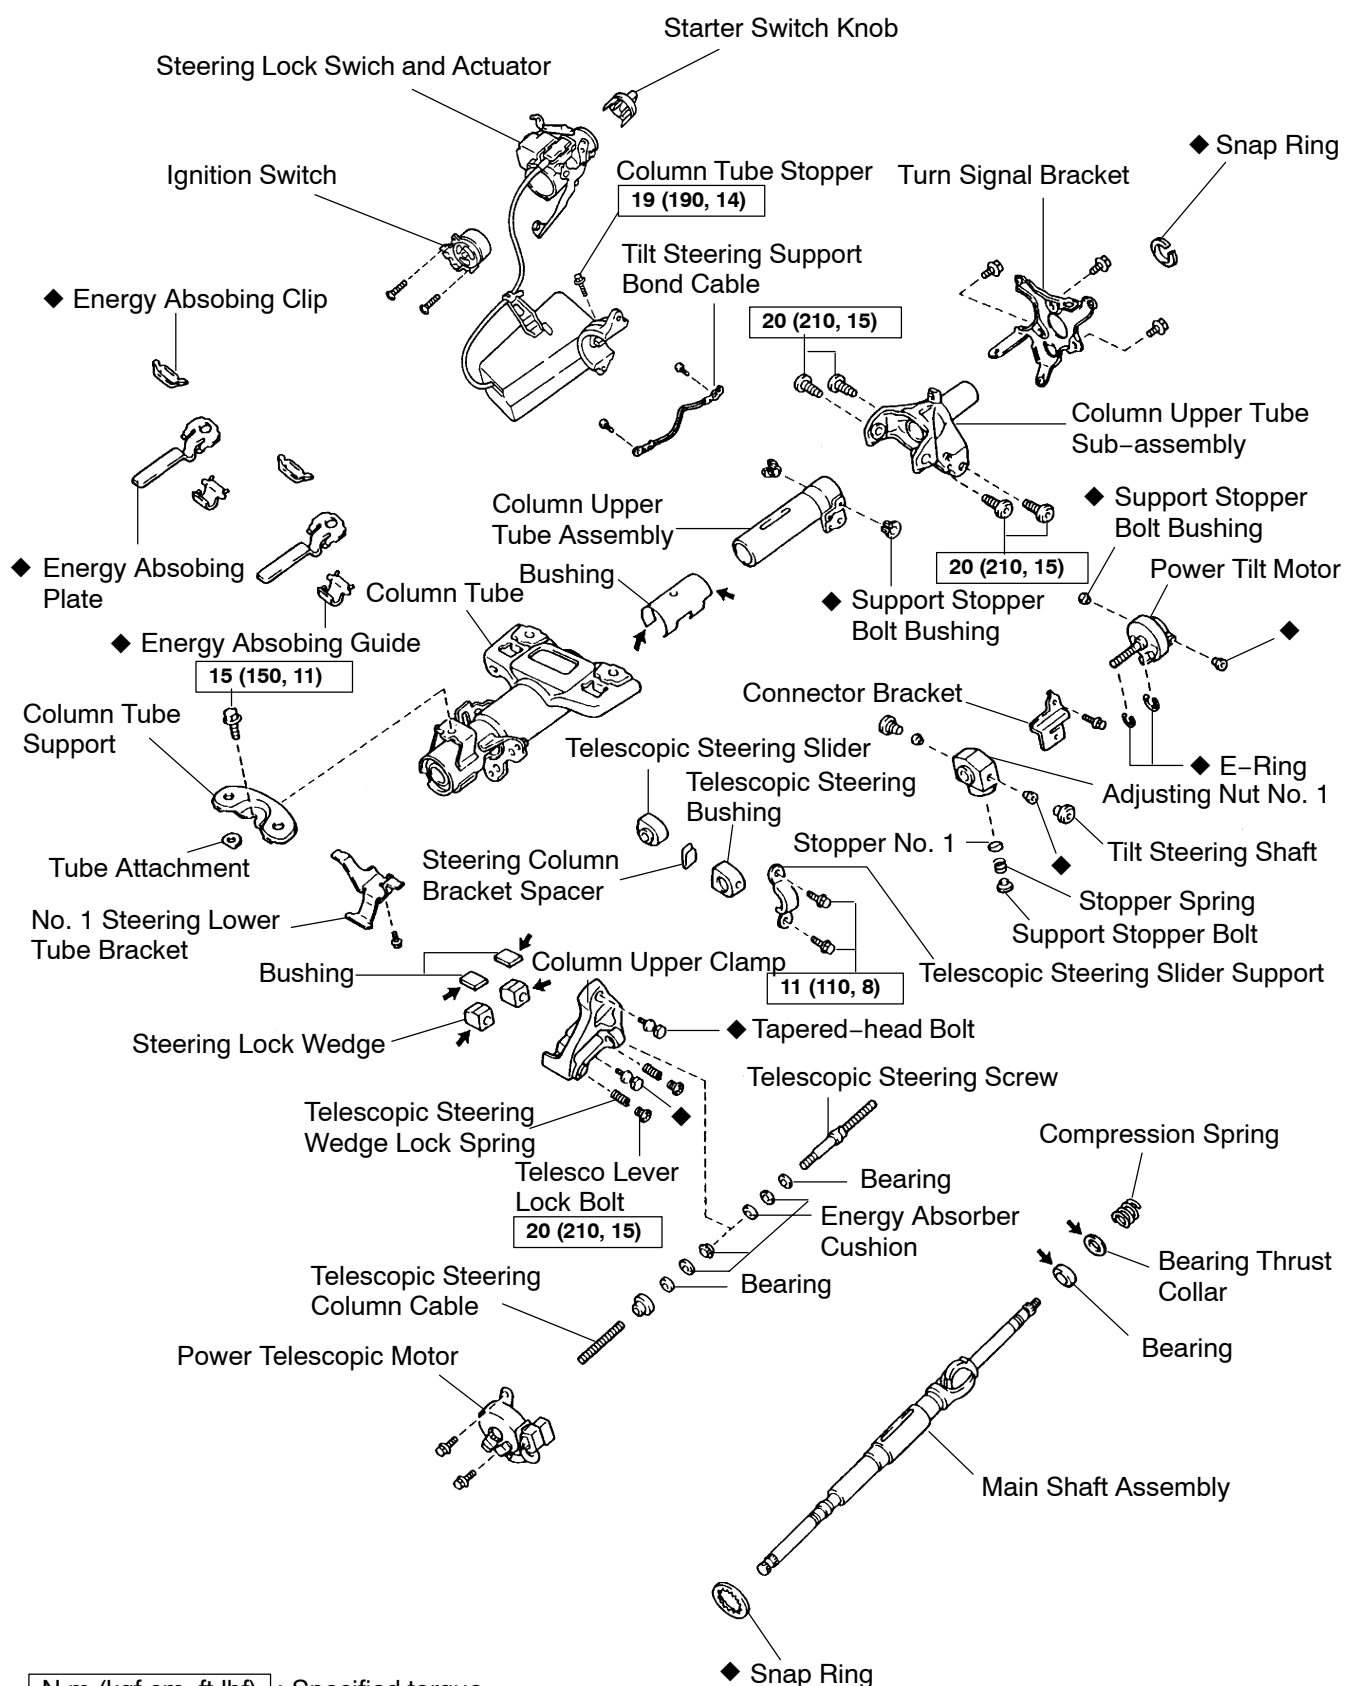 Starter Switch Knob
Steering Lock Swich and Actuator
◆ Snap Ring
Ignition Switch
Column Tube Stopper
19 (190, 14)
Turn Signal Bracket
Tilt Steering Support
Bond Cable
◆ Energy Absobing Clip
20 (210, 15)
Column Upper Tube
Sub−assembly
Column Upper
Tube Assembly
◆ Support Stopper
Bolt Bushing
20 (210, 15)
◆ Energy Absobing
Plate
Bushing
Power Tilt Motor
Column Tube
◆ Support Stopper
Bolt Bushing
◆
◆ Energy Absobing Guide
15 (150, 11)
Connector Bracket
Column Tube
Support
Telescopic Steering Slider
◆ E−Ring
Telescopic Steering
Bushing
Adjusting Nut No. 1
Stopper No. 1
Tilt Steering Shaft
◆
Tube Attachment
Steering Column
Bracket Spacer
Stopper Spring
No. 1 Steering Lower
Tube Bracket
Support Stopper Bolt
Bushing
Column Upper Clamp
11 (110, 8)
Telescopic Steering Slider Support
Steering Lock Wedge
◆ Tapered−head Bolt
Telescopic Steering Screw
Telescopic Steering
Wedge Lock Spring
◆
Compression Spring
Telesco Lever
Lock Bolt
20 (210, 15)
Bearing
Energy Absorber
Cushion
Bearing Thrust
Collar
Telescopic Steering
Column Cable
Bearing
Bearing
Power Telescopic Motor
Main Shaft Assembly
◆ Snap Ring
N·m (kgf·cm, ft·lbf) : Specified torque